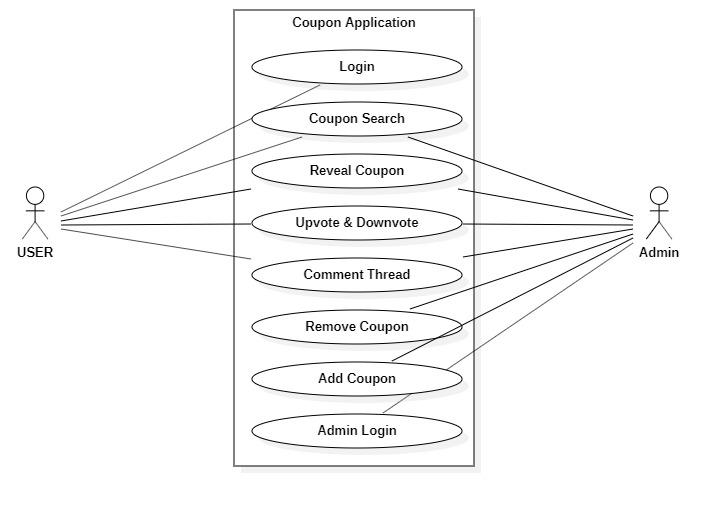 Coupon Application
Login
Coupon Search
Reveal Coupon
Upvote & Downvote
USER
Admin
Comment Thread
Remove Coupon
Add Coupon
Admin Login